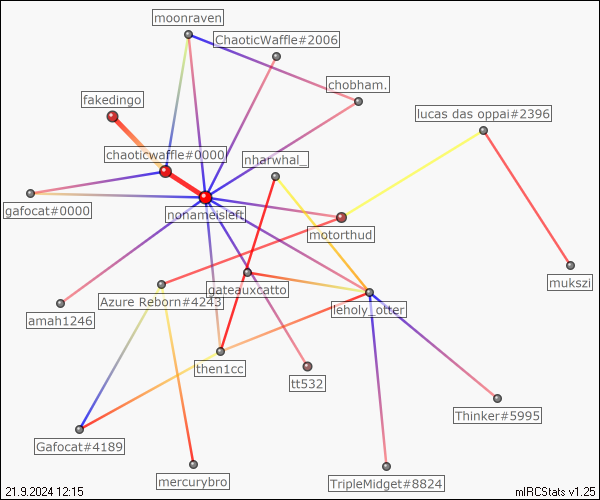 moonraven
ChaoticWaffle#2006
chobham.
fakedingo
lucas das oppai#2396
chaoticwaffle#0000
nharwhal_
gafocat#0000
nonameisleft
motorthud
mukszi
gateauxcatto
Azure Reborn#4243
leholy_otter
amah1246
then1cc
tt532
Thinker#5995
Gafocat#4189
mercurybro
TripleMidget#8824
21.9.2024 12:15
mIRCStats v1.25